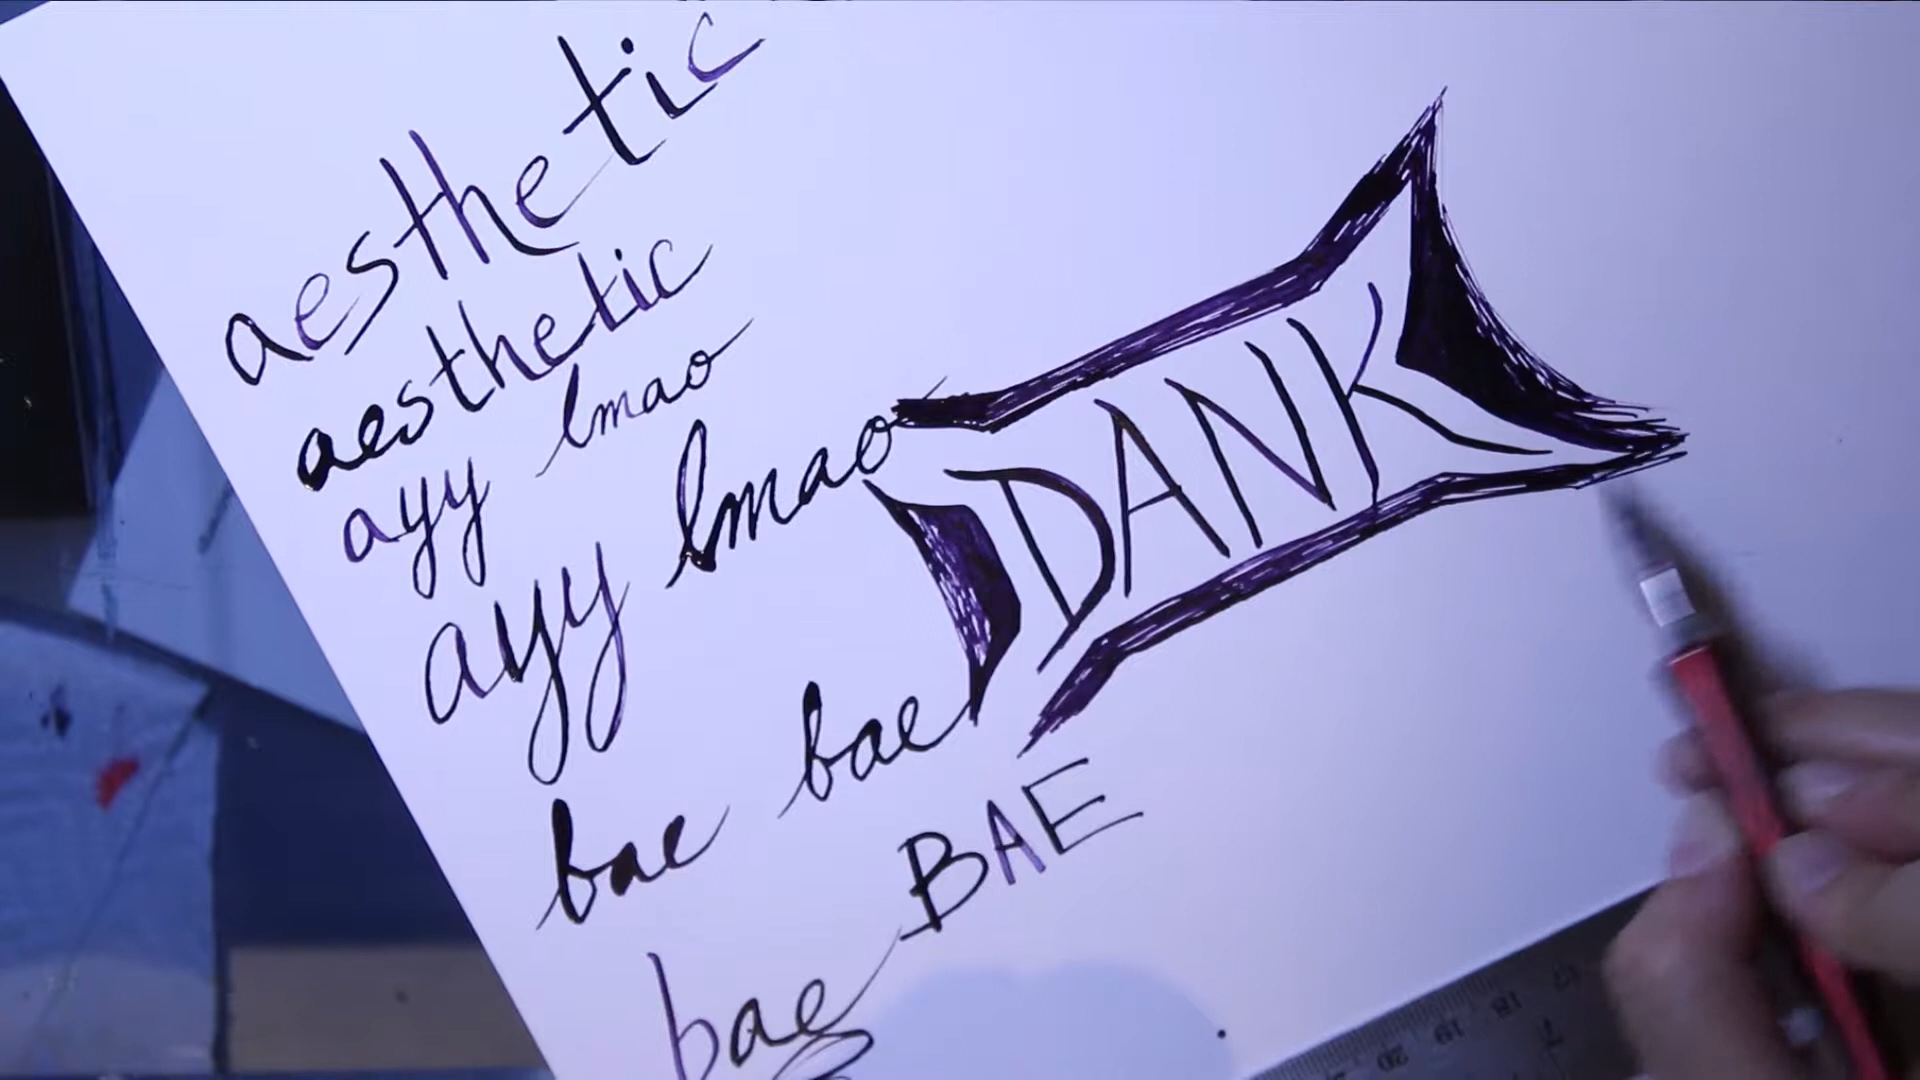 aesthetic
aesthetic
ayy lmao
ayy lmao
DANK
bae bae
bae BAE